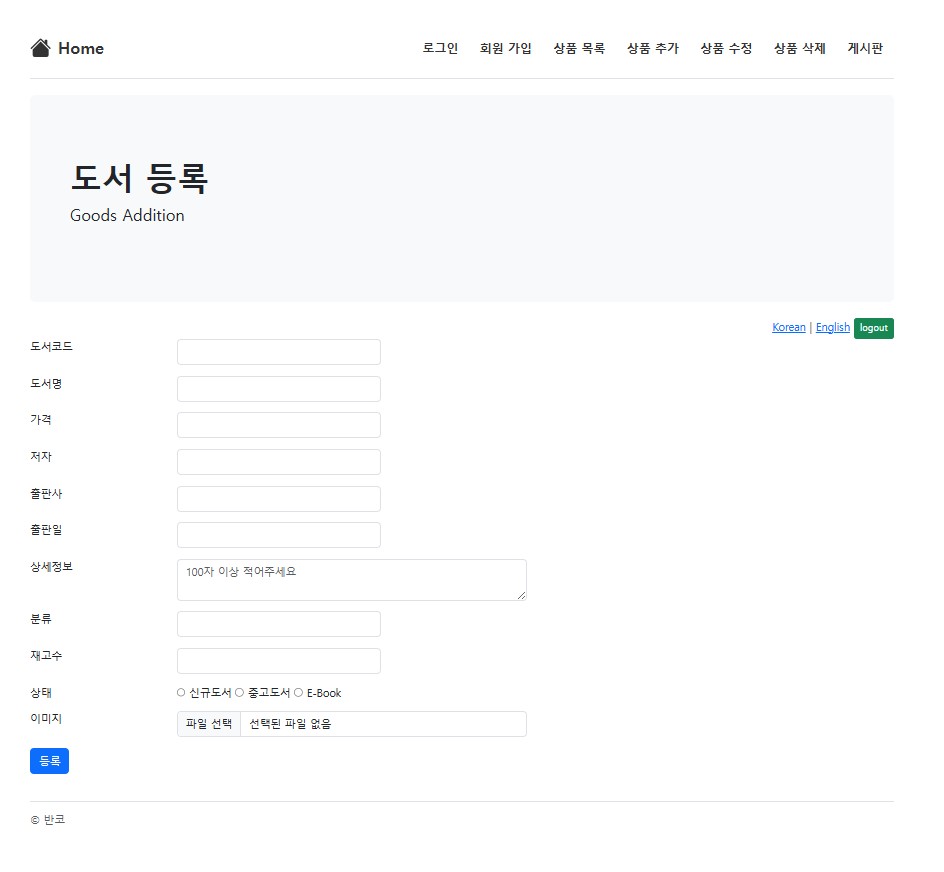 Home 로그인 회원 가입 상품 목록 상품 추가 상품 수정 상품 삭제 게시판
도서 등록
Goods Addition
Korean | English logout
도서코드
도서명
가격
저자
출판사
출판일
상세정보 100자 이상 적어주세요
분류
재고수
상태 신규도서 중고도서 E-Book
이미지 파일 선택 선택된 파일 없음
등록
© 반코